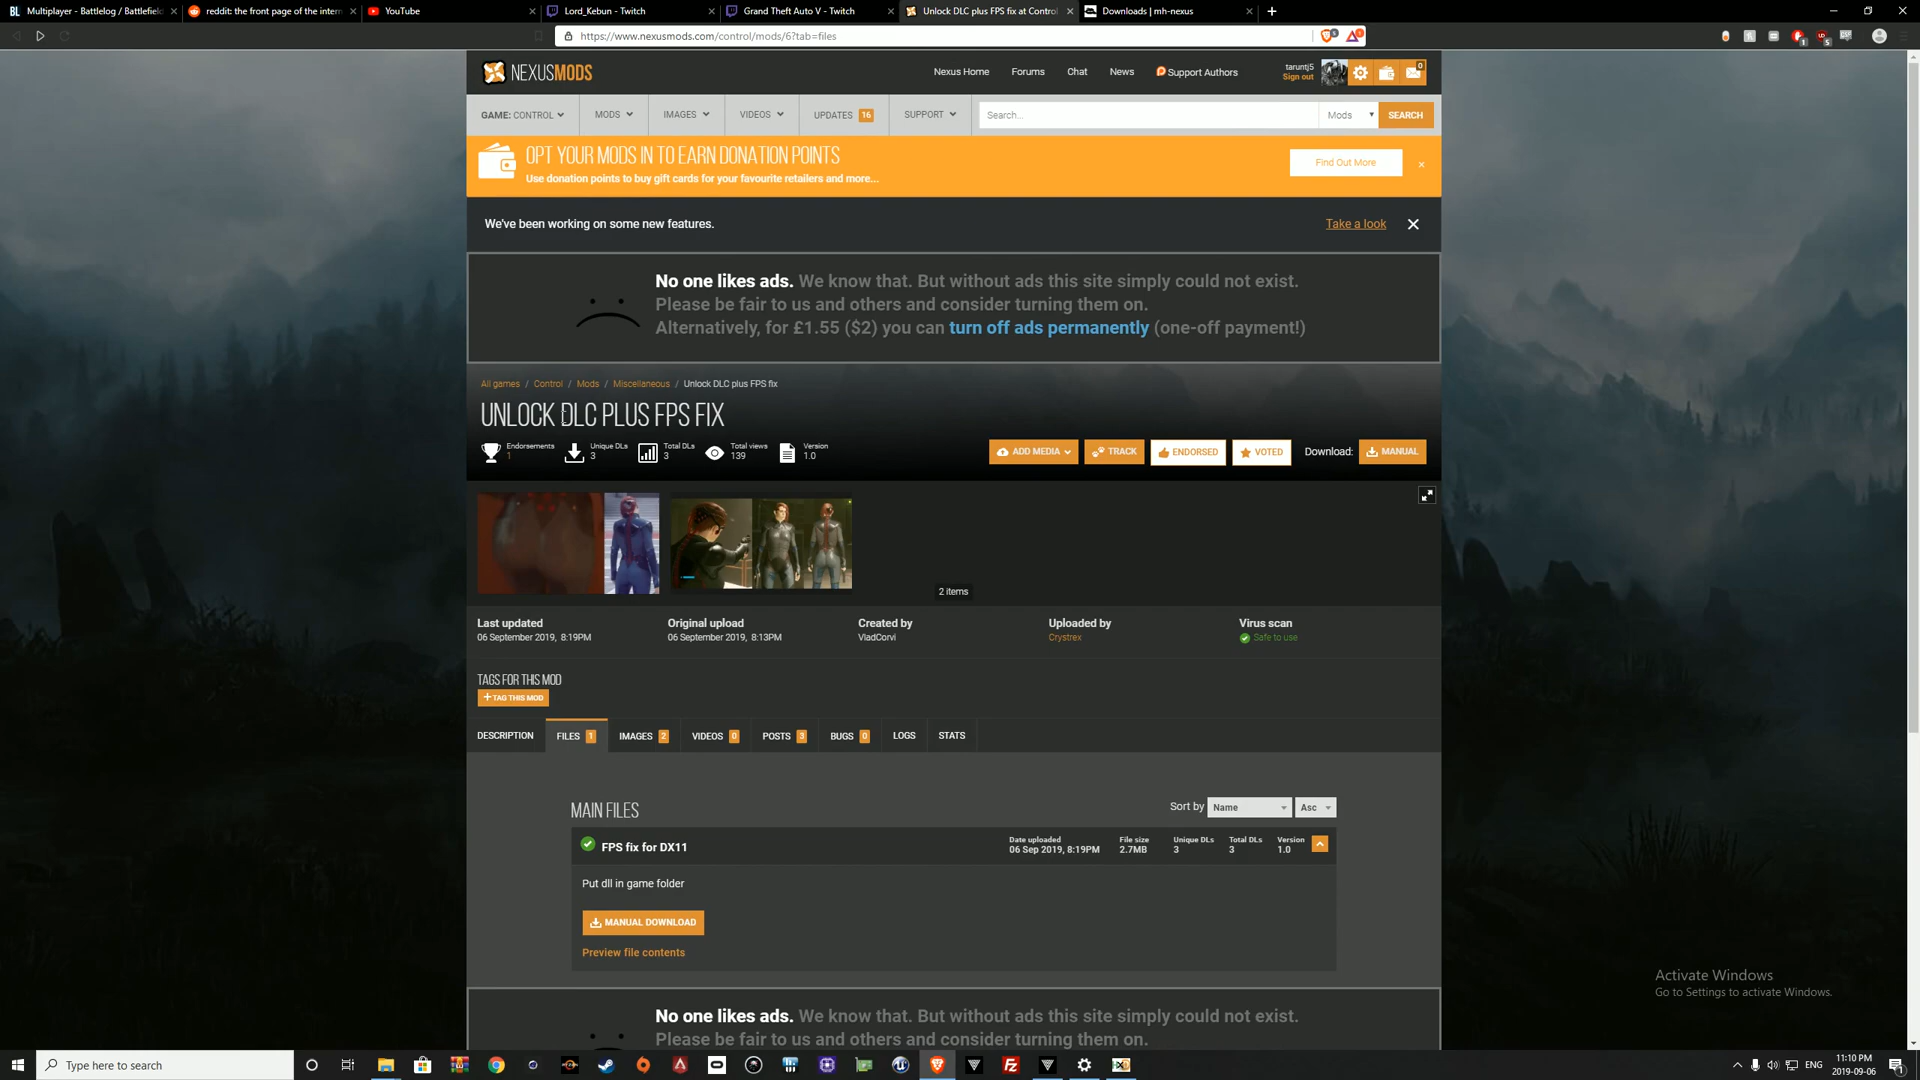 Multiplayer - Battlelog / Battlefield
reddit: the front page of the intern
YouTube
Lord_Kebun - Twitch
Grand Theft Auto V - Twitch
Unlock DLC plus FPS fix at Control
Downloads | mh-nexus
https://www.nexusmods.com/control/mods/6?tab=files
NEXUSMODS
Nexus Home
Forums
Chat
News
Support Authors
taruntj5
Sign out
0
GAME: CONTROL
MODS
IMAGES
VIDEOS
UPDATES 16
SUPPORT
Search...
Mods
SEARCH
OPT YOUR MODS IN TO EARN DONATION POINTS
Use donation points to buy gift cards for your favourite retailers and more...
Find Out More
We've been working on some new features.
Take a look
No one likes ads. We know that. But without ads this site simply could not exist.
Please be fair to us and others and consider turning them on.
Alternatively, for £1.55 ($2) you can turn off ads permanently (one-off payment!)
All games / Control / Mods / Miscellaneous / Unlock DLC plus FPS fix
UNLOCK DLC PLUS FPS FIX
Endorsements
1
Unique DLs
3
Total DLs
3
Total views
139
Version
1.0
ADD MEDIA
TRACK
ENDORSED
VOTED
Download:
MANUAL
2 items
Last updated
06 September 2019, 8:19PM
Original upload
06 September 2019, 8:13PM
Created by
VladCorvi
Uploaded by
Crystrex
Virus scan
Safe to use
TAGS FOR THIS MOD
TAG THIS MOD
DESCRIPTION
FILES 1
IMAGES 2
VIDEOS 0
POSTS 3
BUGS 0
LOGS
STATS
MAIN FILES
Sort by
Name
Asc
FPS fix for DX11
Date uploaded
06 Sep 2019, 8:19PM
File size
2.7MB
Unique DLs
3
Total DLs
3
Version
1.0
Put dll in game folder
MANUAL DOWNLOAD
Preview file contents
No one likes ads. We know that. But without ads this site simply could not exist.
Please be fair to us and others and consider turning them on.
Activate Windows
Go to Settings to activate Windows.
Type here to search
ENG
11:10 PM
2019-09-06